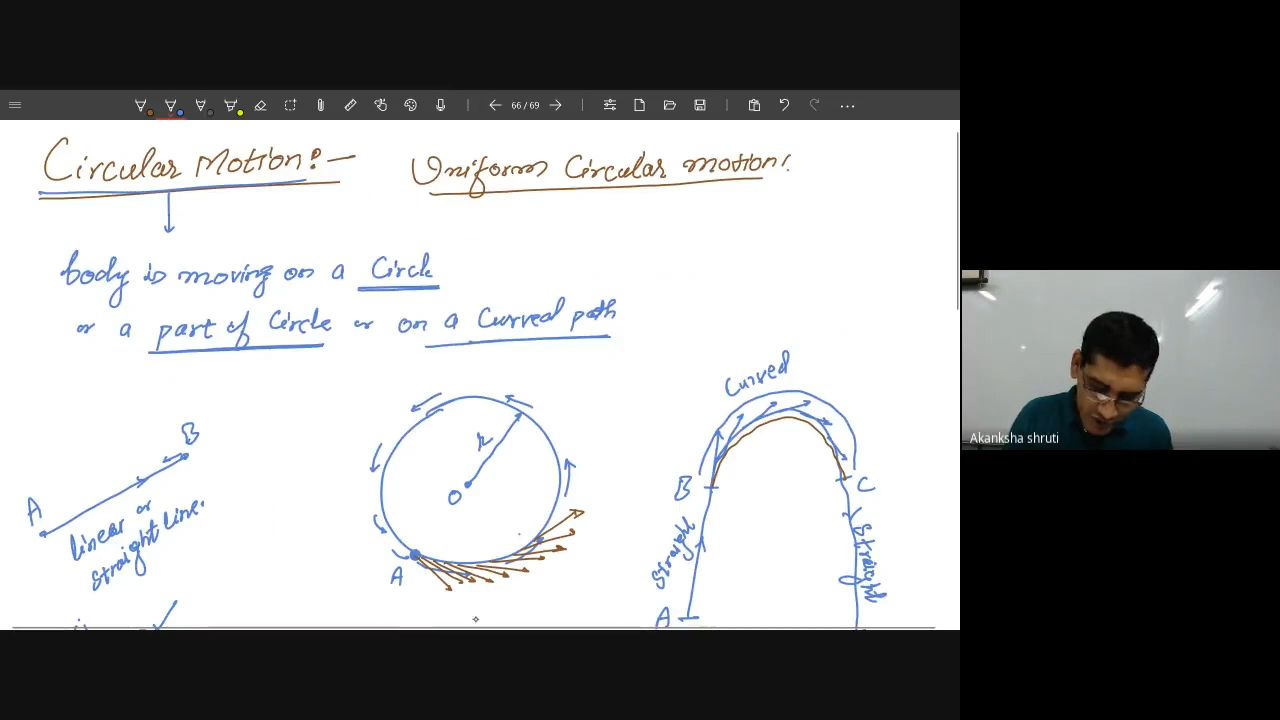 66 / 69
Circular Motion:- Uniform Circular motion:
body is moving on a Circle
or a part of Circle or on a Curved path
Curved
B
A
linear or
straight line.
r
O
A
B
C
Straight
Straight
A
Akanksha shruti